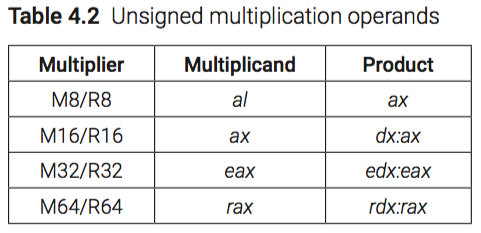 Table 4.2 Unsigned multiplication operands
Multiplier Multiplicand Product
M8/R8 al ax
M16/R16 ax dx:ax
M32/R32 eax edx:eax
M64/R64 rax rdx:rax